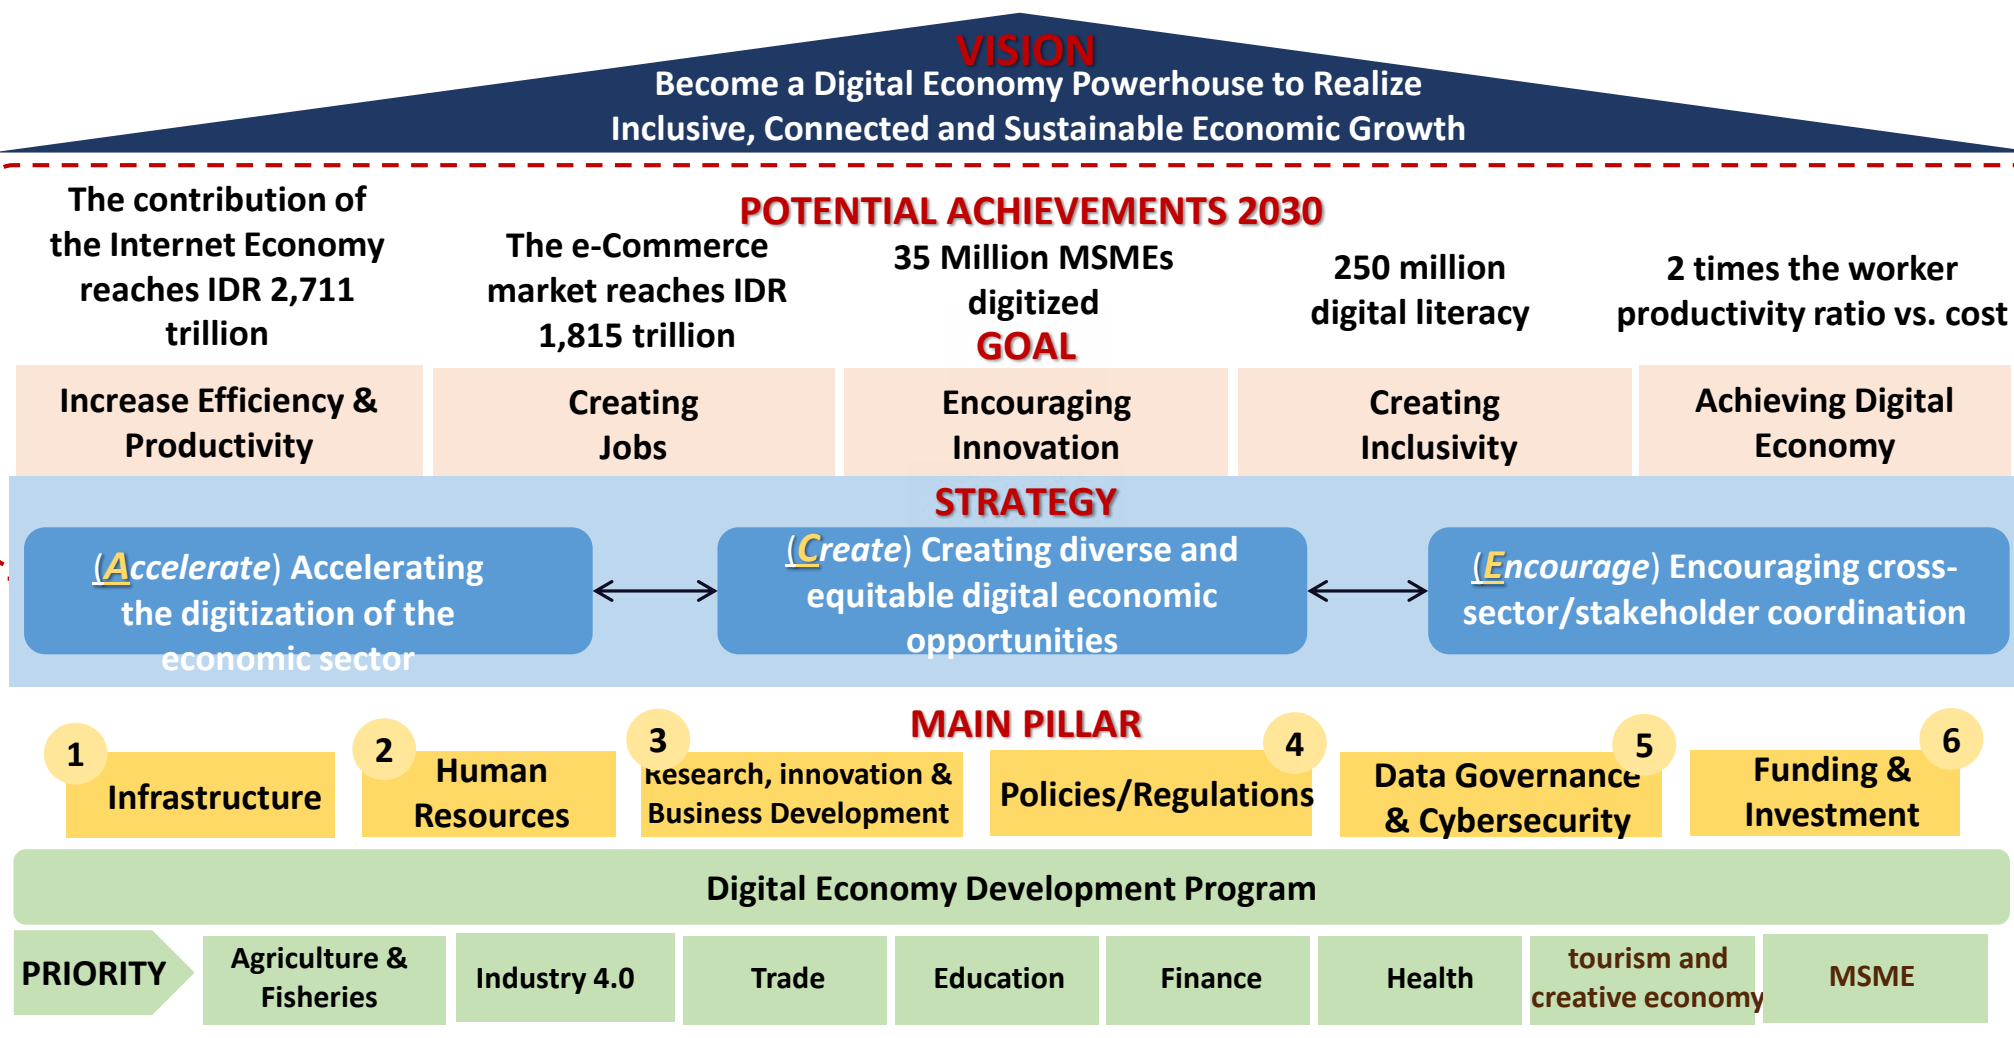 VISION
Become a Digital Economy Powerhouse to Realize
Inclusive, Connected and Sustainable Economic Growth
POTENTIAL ACHIEVEMENTS 2030
The contribution of
the Internet Economy
reaches IDR 2,711
trillion
The e-Commerce
market reaches IDR
1,815 trillion
35 Million MSMEs
digitized
250 million
digital literacy
2 times the worker
productivity ratio vs. cost
GOAL
Increase Efficiency &
Productivity
Creating
Jobs
Encouraging
Innovation
Creating
Inclusivity
Achieving Digital
Economy
STRATEGY
(Accelerate) Accelerating
the digitization of the
economic sector
(Create) Creating diverse and
equitable digital economic
opportunities
(Encourage) Encouraging cross-
sector/stakeholder coordination
MAIN PILLAR
1
Infrastructure
2
Human
Resources
3
Research, innovation &
Business Development
4
Policies/Regulations
5
Data Governance
& Cybersecurity
6
Funding &
Investment
Digital Economy Development Program
PRIORITY
Agriculture &
Fisheries
Industry 4.0
Trade
Education
Finance
Health
tourism and
creative economy
MSME